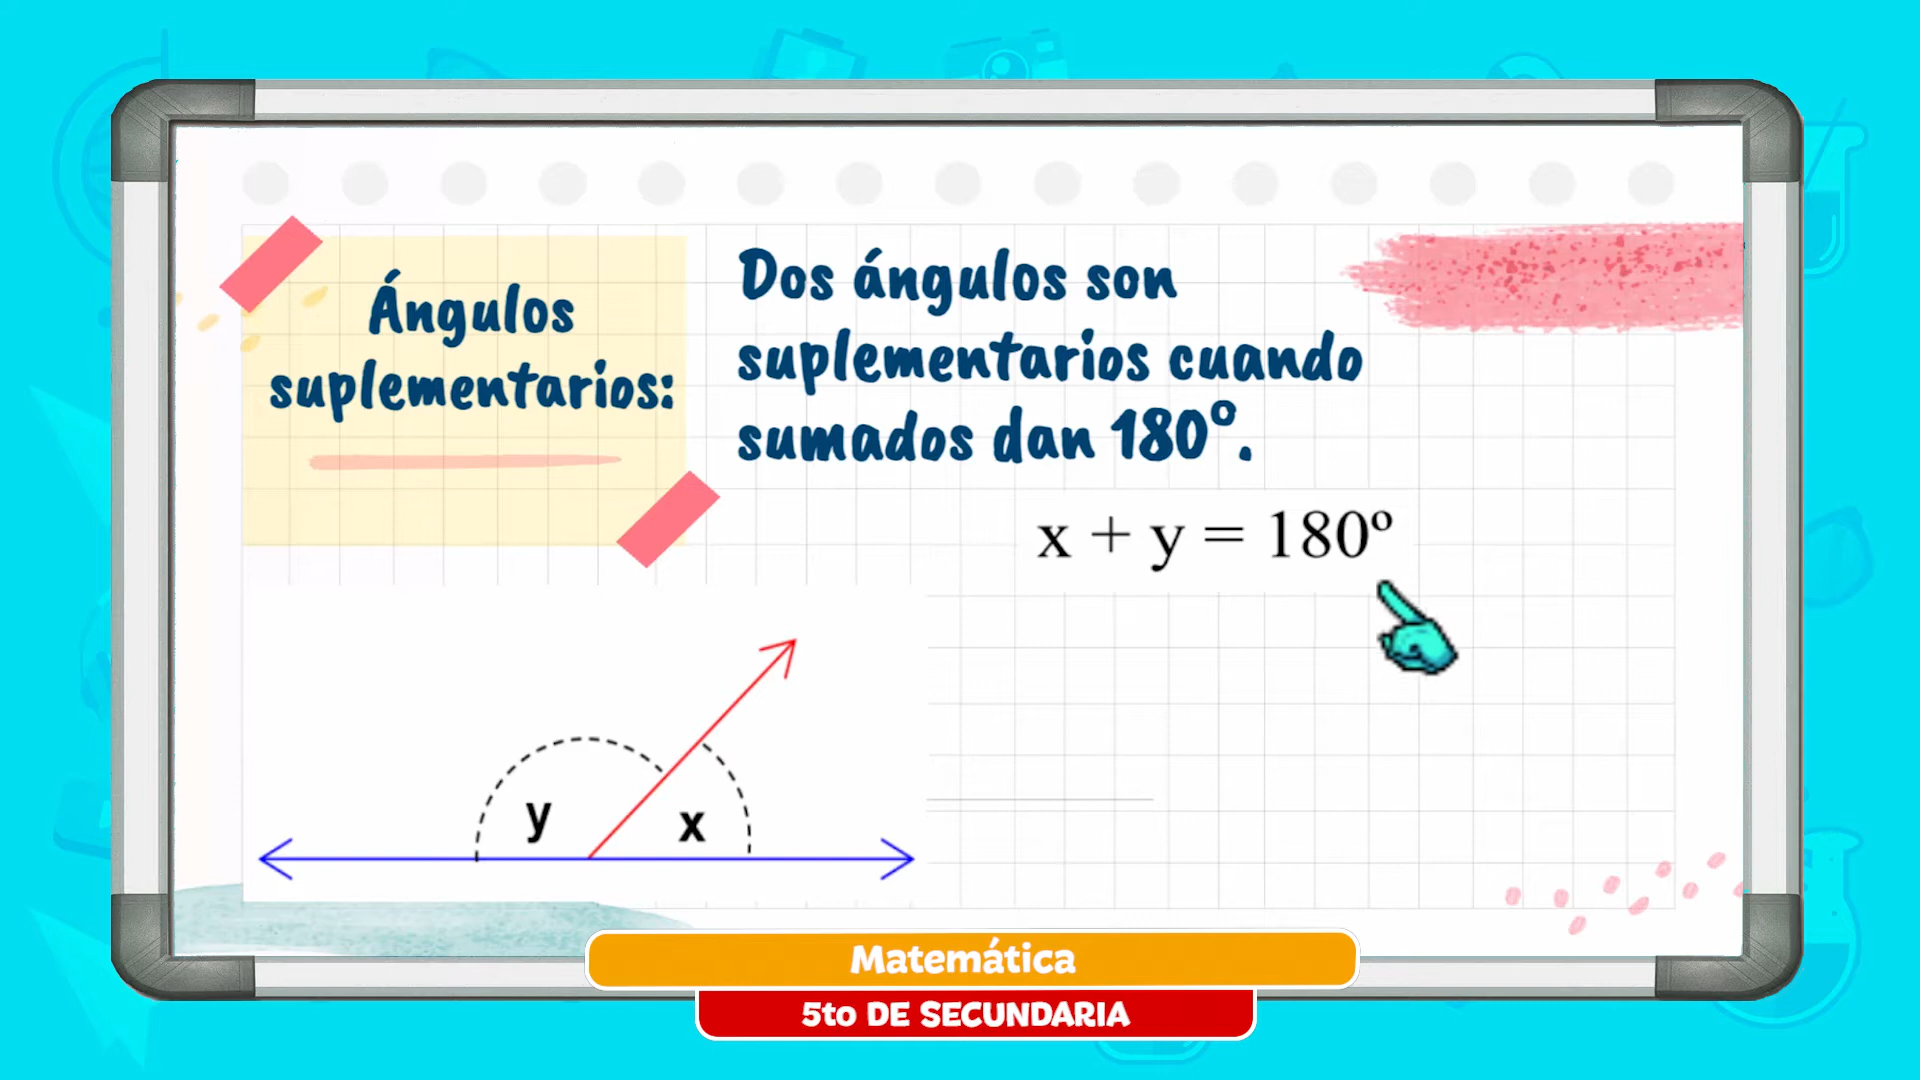 Ángulos
suplementarios:
Dos ángulos son
suplementarios cuando
sumados dan 180°.
x + y = 180º
y
x
Matemática
5to DE SECUNDARIA